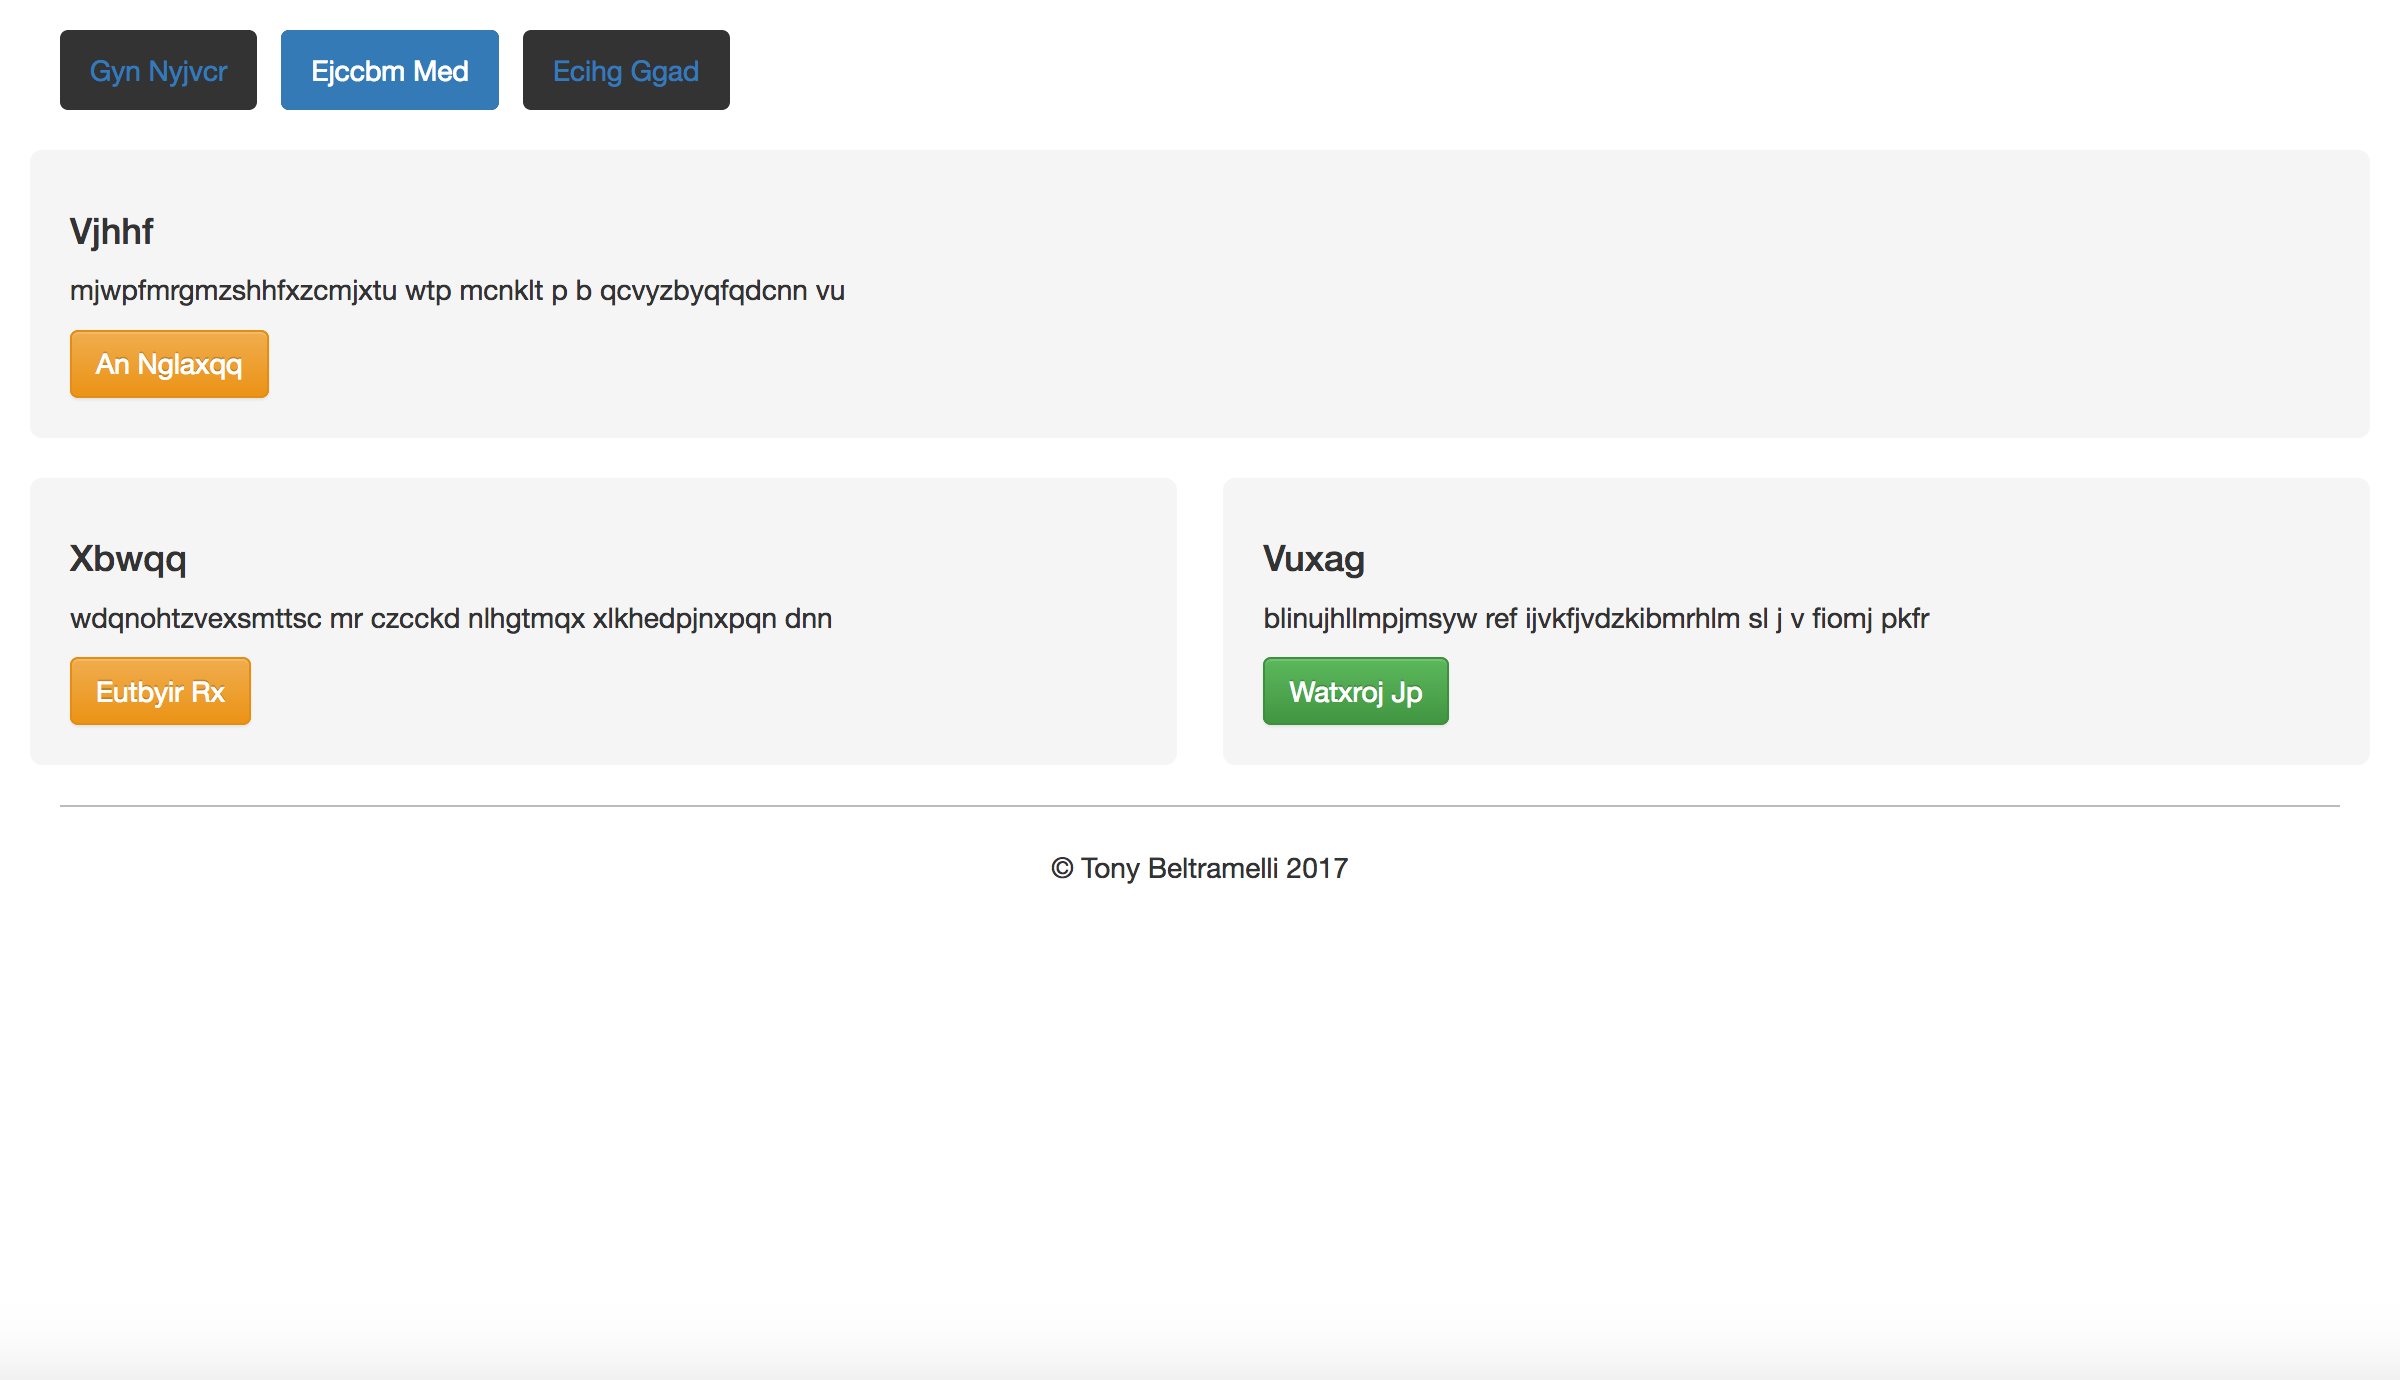 Gyn Nyjvcr Ejccbm Med Ecihg Ggad
Vjhhf
mjwpfmrgmzshhfxzcmjxtu wtp mcnklt p b qcvyzbyqfqdcnn vu
An Nglaxqq
Xbwqq
wdqnohtzvexsmttsc mr czcckd nlhgtmqx xlkhedpjnxpqn dnn
Eutbyir Rx
Vuxag
blinujhllmpjmsyw ref ijvkfjvdzkibmrhlm sl j v fiomj pkfr
Watxroj Jp
© Tony Beltramelli 2017